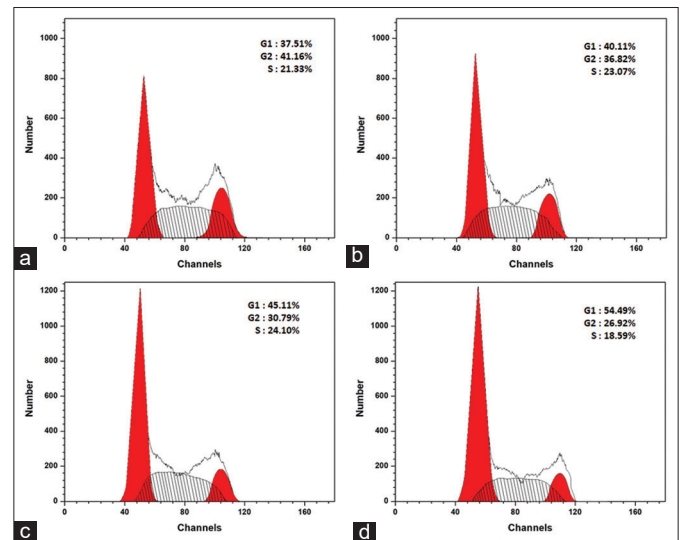 1000
800
600
400
200
0
Number
G1 : 37.51%
G2 : 41.16%
S : 21.33%
0 40 80 120 160
Channels
a
1000
800
600
400
200
0
Number
G1 : 40.11%
G2 : 36.82%
S : 23.07%
0 40 80 120 160
Channels
b
1200
1000
800
600
400
200
0
Number
G1 : 45.11%
G2 : 30.79%
S : 24.10%
0 40 80 120 160
Channels
c
1200
1000
800
600
400
200
0
Number
G1 : 54.49%
G2 : 26.92%
S : 18.59%
0 40 80 120 160
Channels
d